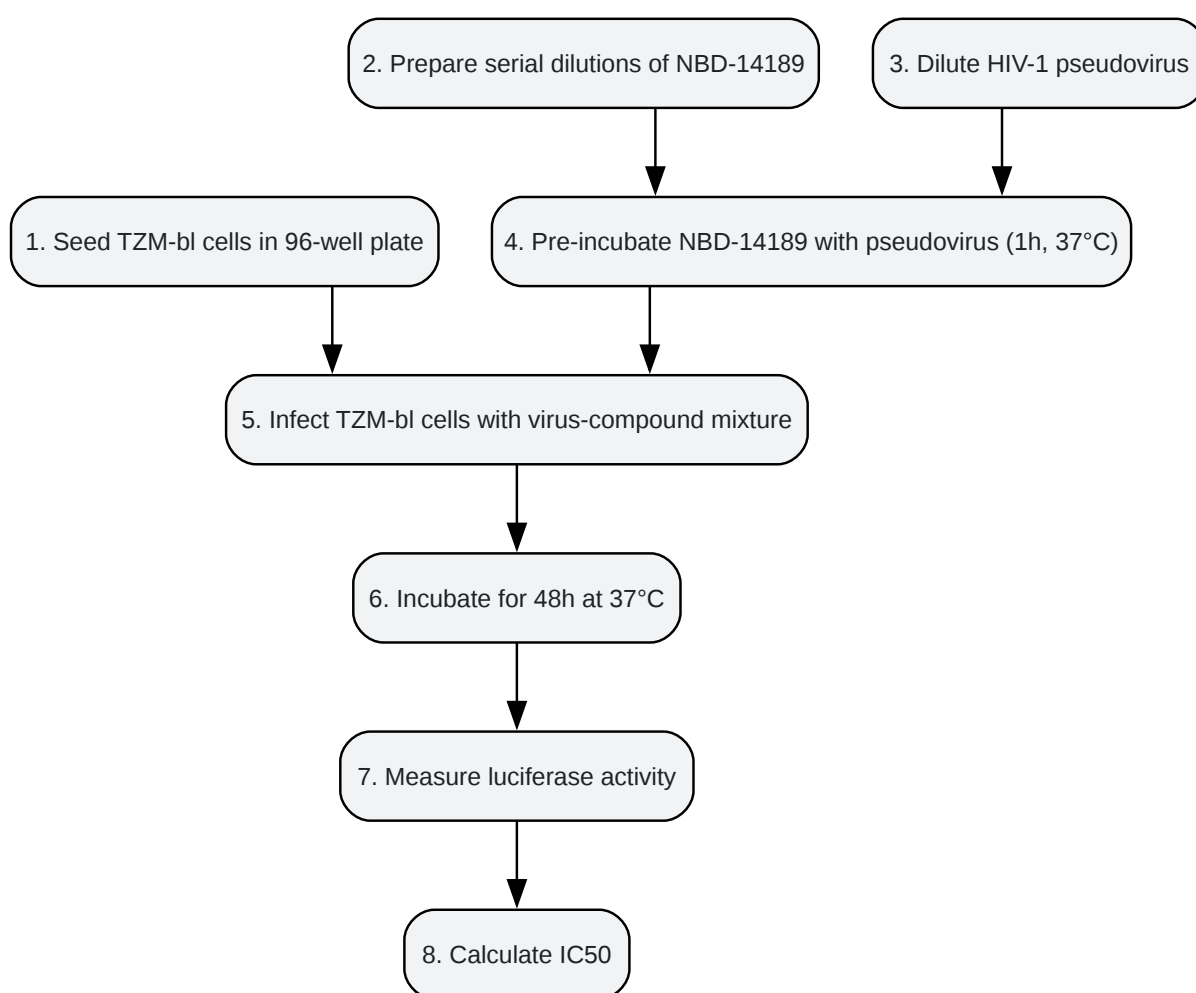 2. Prepare serial dilutions of NBD-14189
3. Dilute HIV-1 pseudovirus
1. Seed TZM-bl cells in 96-well plate
4. Pre-incubate NBD-14189 with pseudovirus (1h, 37°C)
5. Infect TZM-bl cells with virus-compound mixture
6. Incubate for 48h at 37°C
7. Measure luciferase activity
8. Calculate IC50